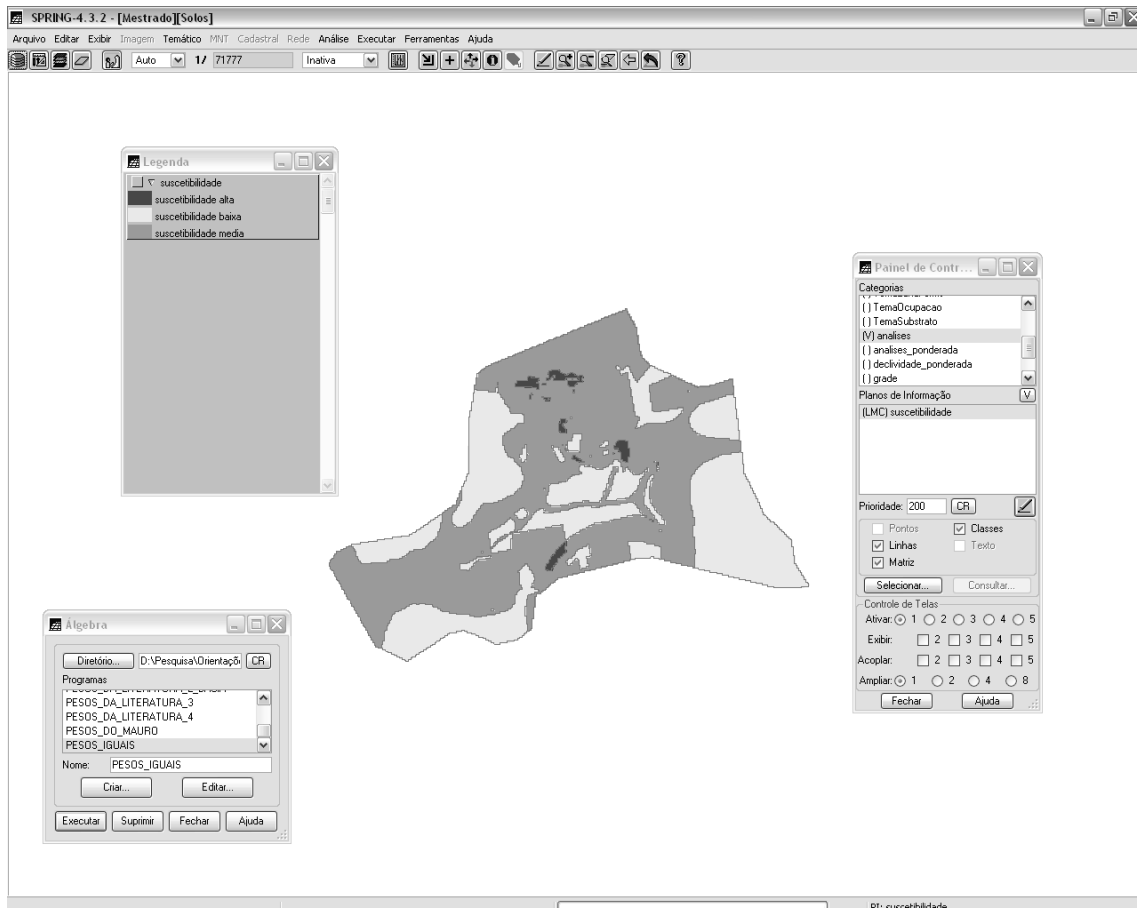 SPRING-4.3.2 - [Mestrado][Solos]
Arquivo Editar Exibir Imagem Temático MNT Cadastral Rede Análise Executar Ferramentas Ajuda
Auto 1/ 71777 Inativa
Legenda
suscetibilidade
suscetibilidade alta
suscetibilidade baixa
suscetibilidade media
Painel de Contr...
Categorias
( ) TemaOcupacao
( ) TemaSubstrato
(V) analises
( ) analises_ponderada
( ) declividade_ponderada
( ) grade
Planos de Informação V
(LMC) suscetibilidade
Prioridade: 200 CR
Pontos Classes
Linhas Texto
Matriz
Selecionar... Consultar...
Controle de Telas
Ativar: 1 2 3 4 5
Exibir: 2 3 4 5
Acoplar: 2 3 4 5
Ampliar: 1 2 4 8
Fechar Ajuda
Álgebra
Diretório... D:\Pesquisa\Orientaçõ CR
Programas
PESOS_DA_LITERATURA_3
PESOS_DA_LITERATURA_4
PESOS_DO_MAURO
PESOS_IGUAIS
Nome: PESOS_IGUAIS
Criar... Editar...
Executar Suprimir Fechar Ajuda
PI: suscetibilidade